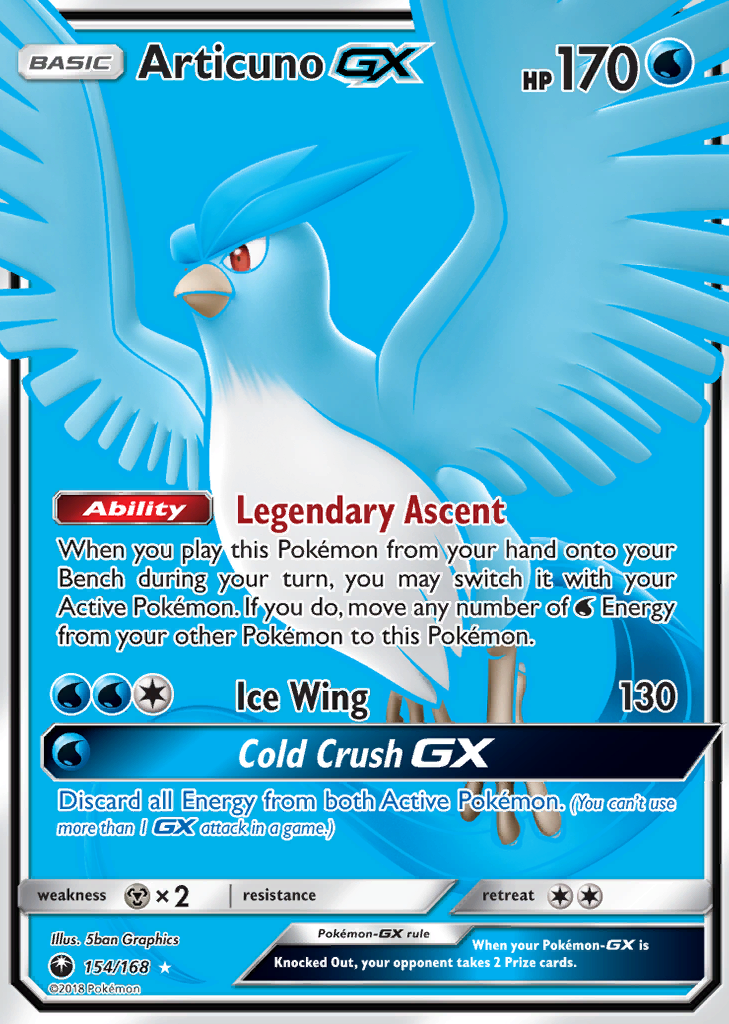 BASIC Articuno GX HP 170
Ability Legendary Ascent
When you play this Pokémon from your hand onto your
Bench during your turn, you may switch it with your
Active Pokémon. If you do, move any number of Energy
from your other Pokémon to this Pokémon.
Ice Wing 130
Cold Crush GX
Discard all Energy from both Active Pokémon. (You can't use
more than 1 GX attack in a game.)
weakness ×2 resistance retreat
Illus. 5ban Graphics
154/168
©2018 Pokémon
Pokémon-GX rule
When your Pokémon-GX is
Knocked Out, your opponent takes 2 Prize cards.